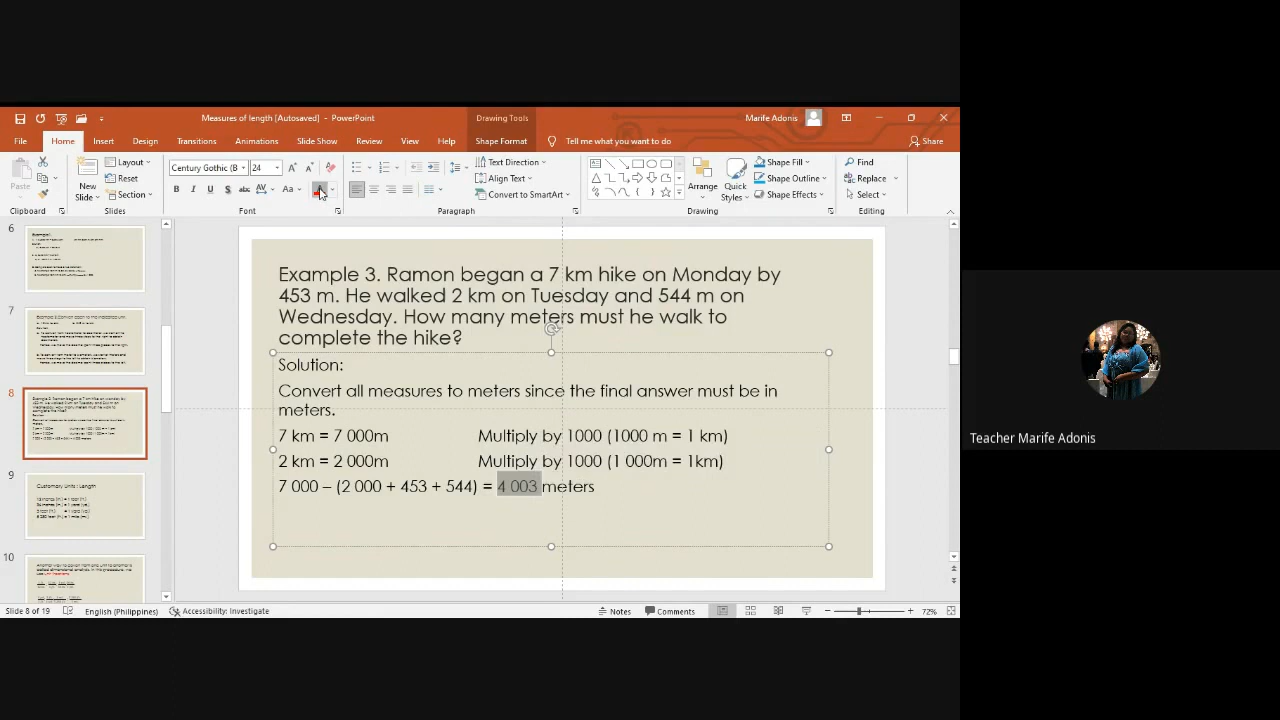 Measures of length [Autosaved] - PowerPoint
Drawing Tools
Marife Adonis
File Home Insert Design Transitions Animations Slide Show Review View Help Shape Format Tell me what you want to do Share
Paste
Clipboard
New Slide
Layout
Reset
Section
Slides
Century Gothic (B 24
B I U S abc AV Aa A
Font
Text Direction
Align Text
Convert to SmartArt
Paragraph
Arrange
Quick Styles
Shape Fill
Shape Outline
Shape Effects
Drawing
Find
Replace
Select
Editing
6
7
8
9
Customary Units : Length
10
Example 3. Ramon began a 7 km hike on Monday by
453 m. He walked 2 km on Tuesday and 544 m on
Wednesday. How many meters must he walk to
complete the hike?
Solution:
Convert all measures to meters since the final answer must be in
meters.
7 km = 7 000m Multiply by 1000 (1000 m = 1 km)
2 km = 2 000m Multiply by 1000 (1 000m = 1km)
7 000 – (2 000 + 453 + 544) = 4 003 meters
Slide 8 of 19 English (Philippines) Accessibility: Investigate Notes Comments 72%
Teacher Marife Adonis